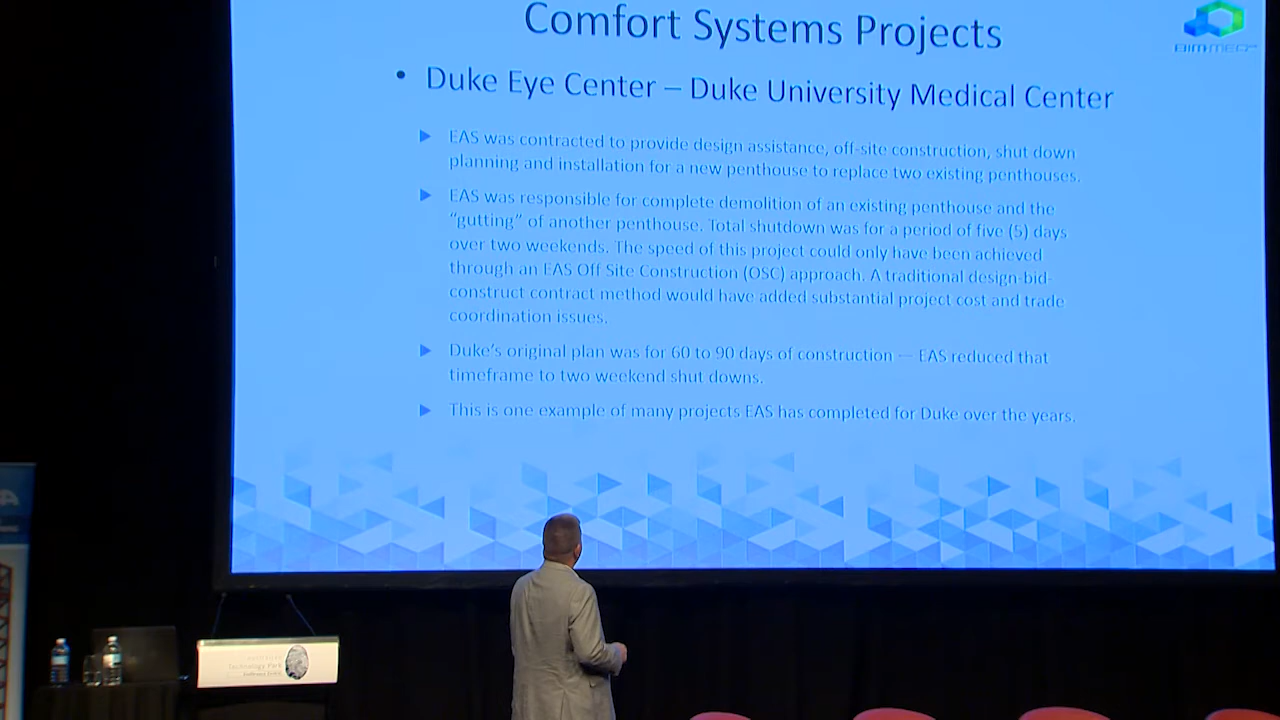 Comfort Systems Projects
BIMMEP
• Duke Eye Center – Duke University Medical Center
EAS was contracted to provide design assistance, off-site construction, shut down
planning and installation for a new penthouse to replace two existing penthouses.
EAS was responsible for complete demolition of an existing penthouse and the
“gutting” of another penthouse. Total shutdown was for a period of five (5) days
over two weekends. The speed of this project could only have been achieved
through an EAS Off Site Construction (OSC) approach. A traditional design-bid-
construct contract method would have added substantial project cost and trade
coordination issues.
Duke’s original plan was for 60 to 90 days of construction — EAS reduced that
timeframe to two weekend shut downs.
This is one example of many projects EAS has completed for Duke over the years.
Technology Park